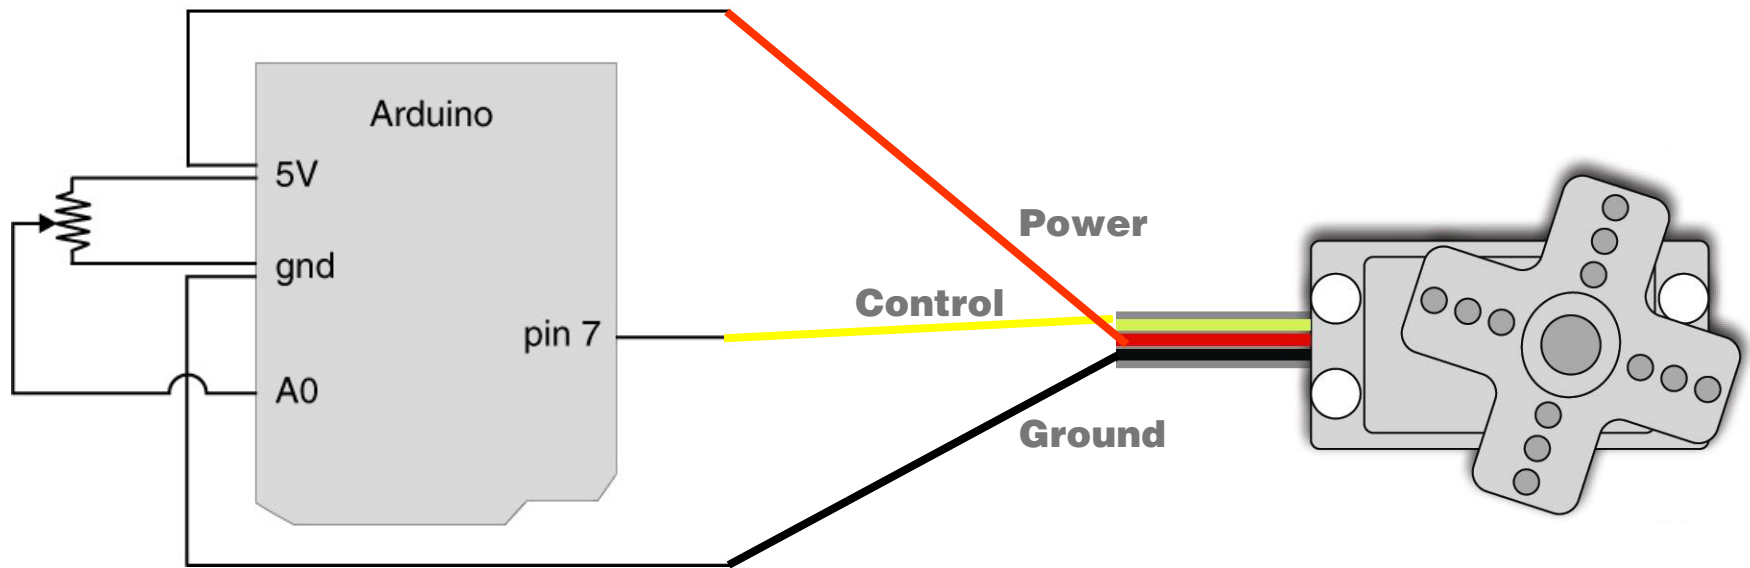 Arduino
5V
gnd
pin 7
A0
Power
Control
Ground